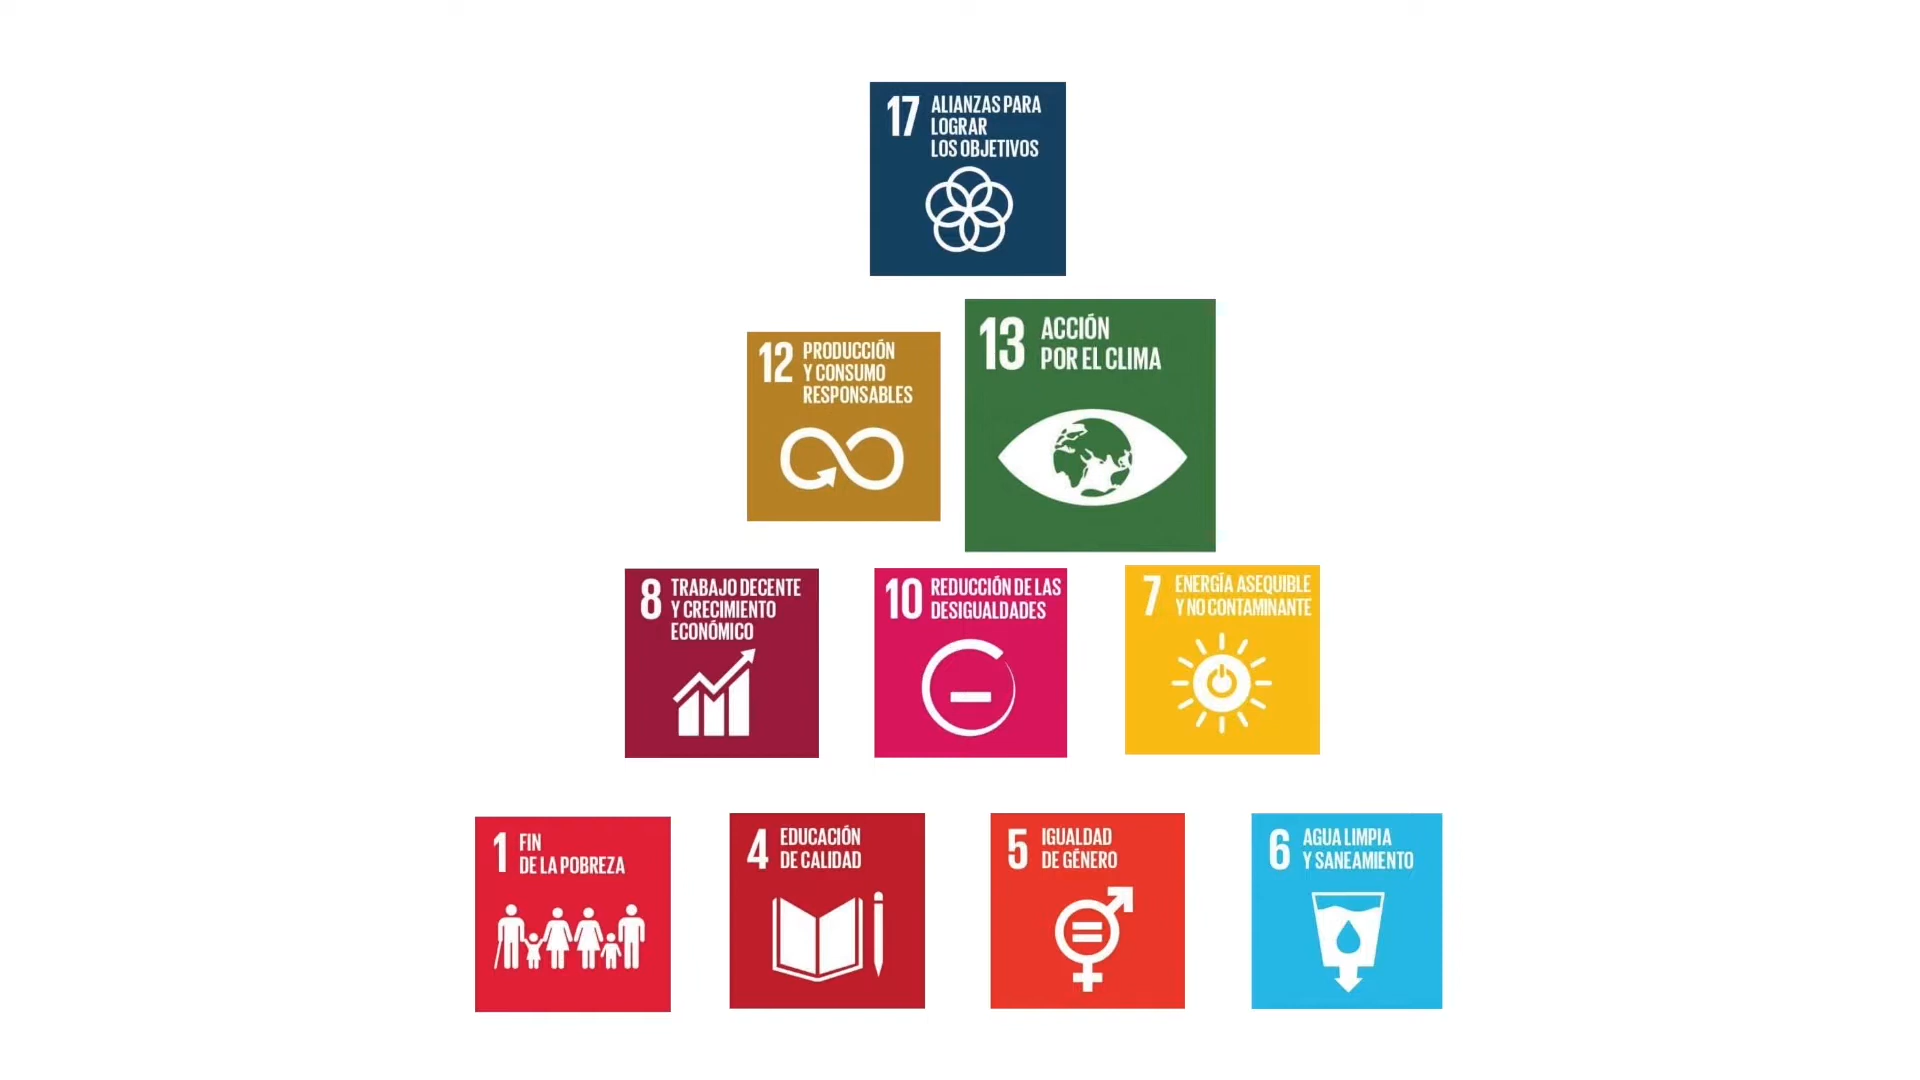 17
ALIANZAS PARA
LOGRAR
LOS OBJETIVOS
12
PRODUCCIÓN
Y CONSUMO
RESPONSABLES
13
ACCIÓN
POR EL CLIMA
8
TRABAJO DECENTE
Y CRECIMIENTO
ECONÓMICO
10
REDUCCIÓN DE LAS
DESIGUALDADES
7
ENERGÍA ASEQUIBLE
Y NO CONTAMINANTE
1
FIN
DE LA POBREZA
4
EDUCACIÓN
DE CALIDAD
5
IGUALDAD
DE GÉNERO
6
AGUA LIMPIA
Y SANEAMIENTO